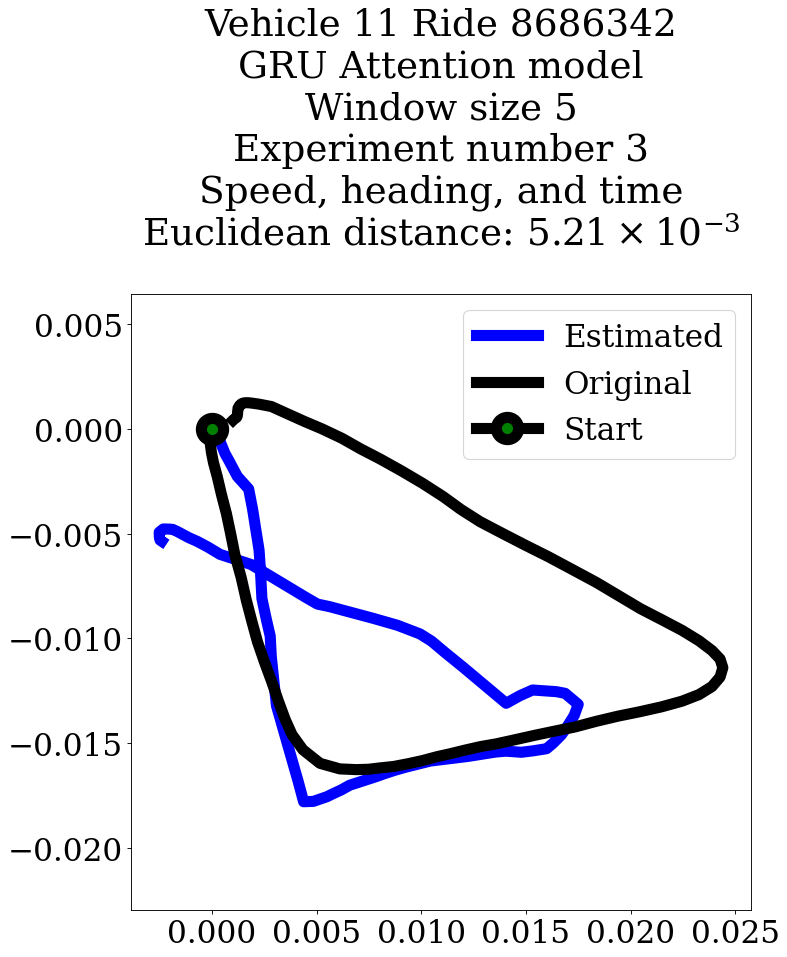 Vehicle 11 Ride 8686342
GRU Attention model
Window size 5
Experiment number 3
Speed, heading, and time
Euclidean distance: 5.21 × 10⁻³
Estimated
Original
Start
0.005
0.000
−0.005
−0.010
−0.015
−0.020
0.000 0.005 0.010 0.015 0.020 0.025